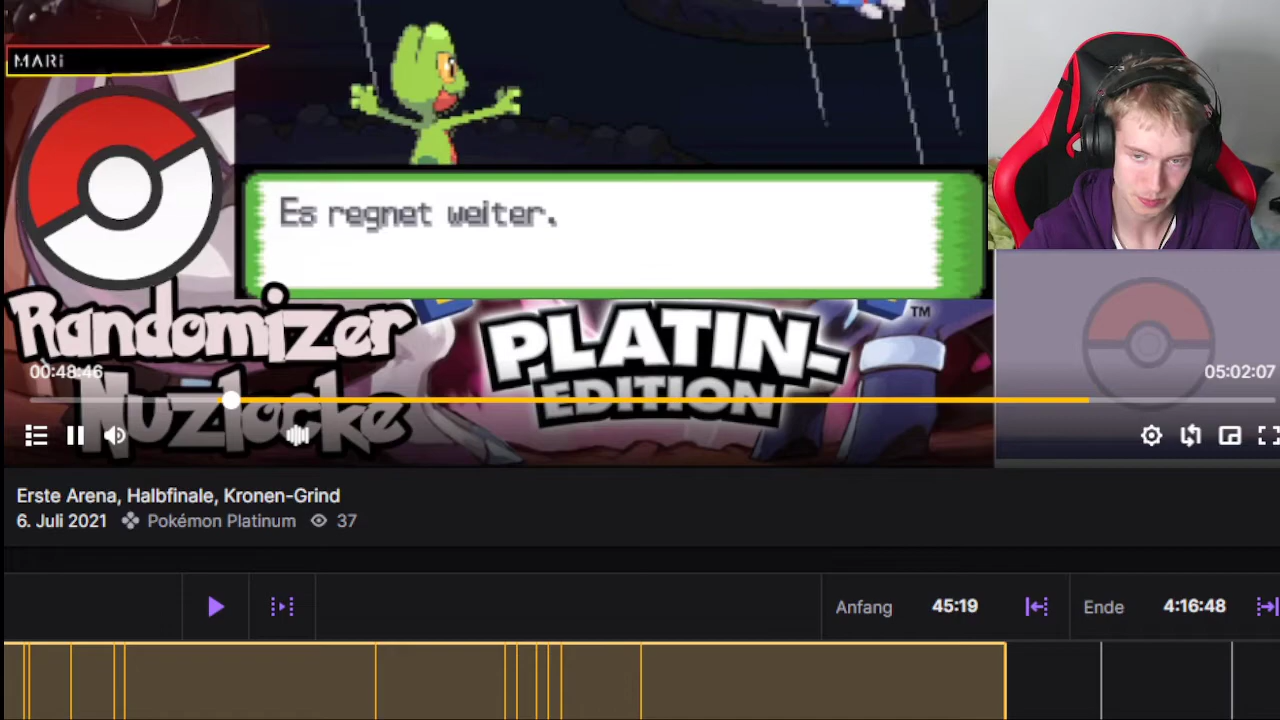 MARi
Es regnet weiter.
Randomizer
Nuzlocke
PLATIN-
EDITION
TM
00:48:46
05:02:07
Erste Arena, Halbfinale, Kronen-Grind
6. Juli 2021 Pokémon Platinum 37
Anfang 45:19 Ende 4:16:48